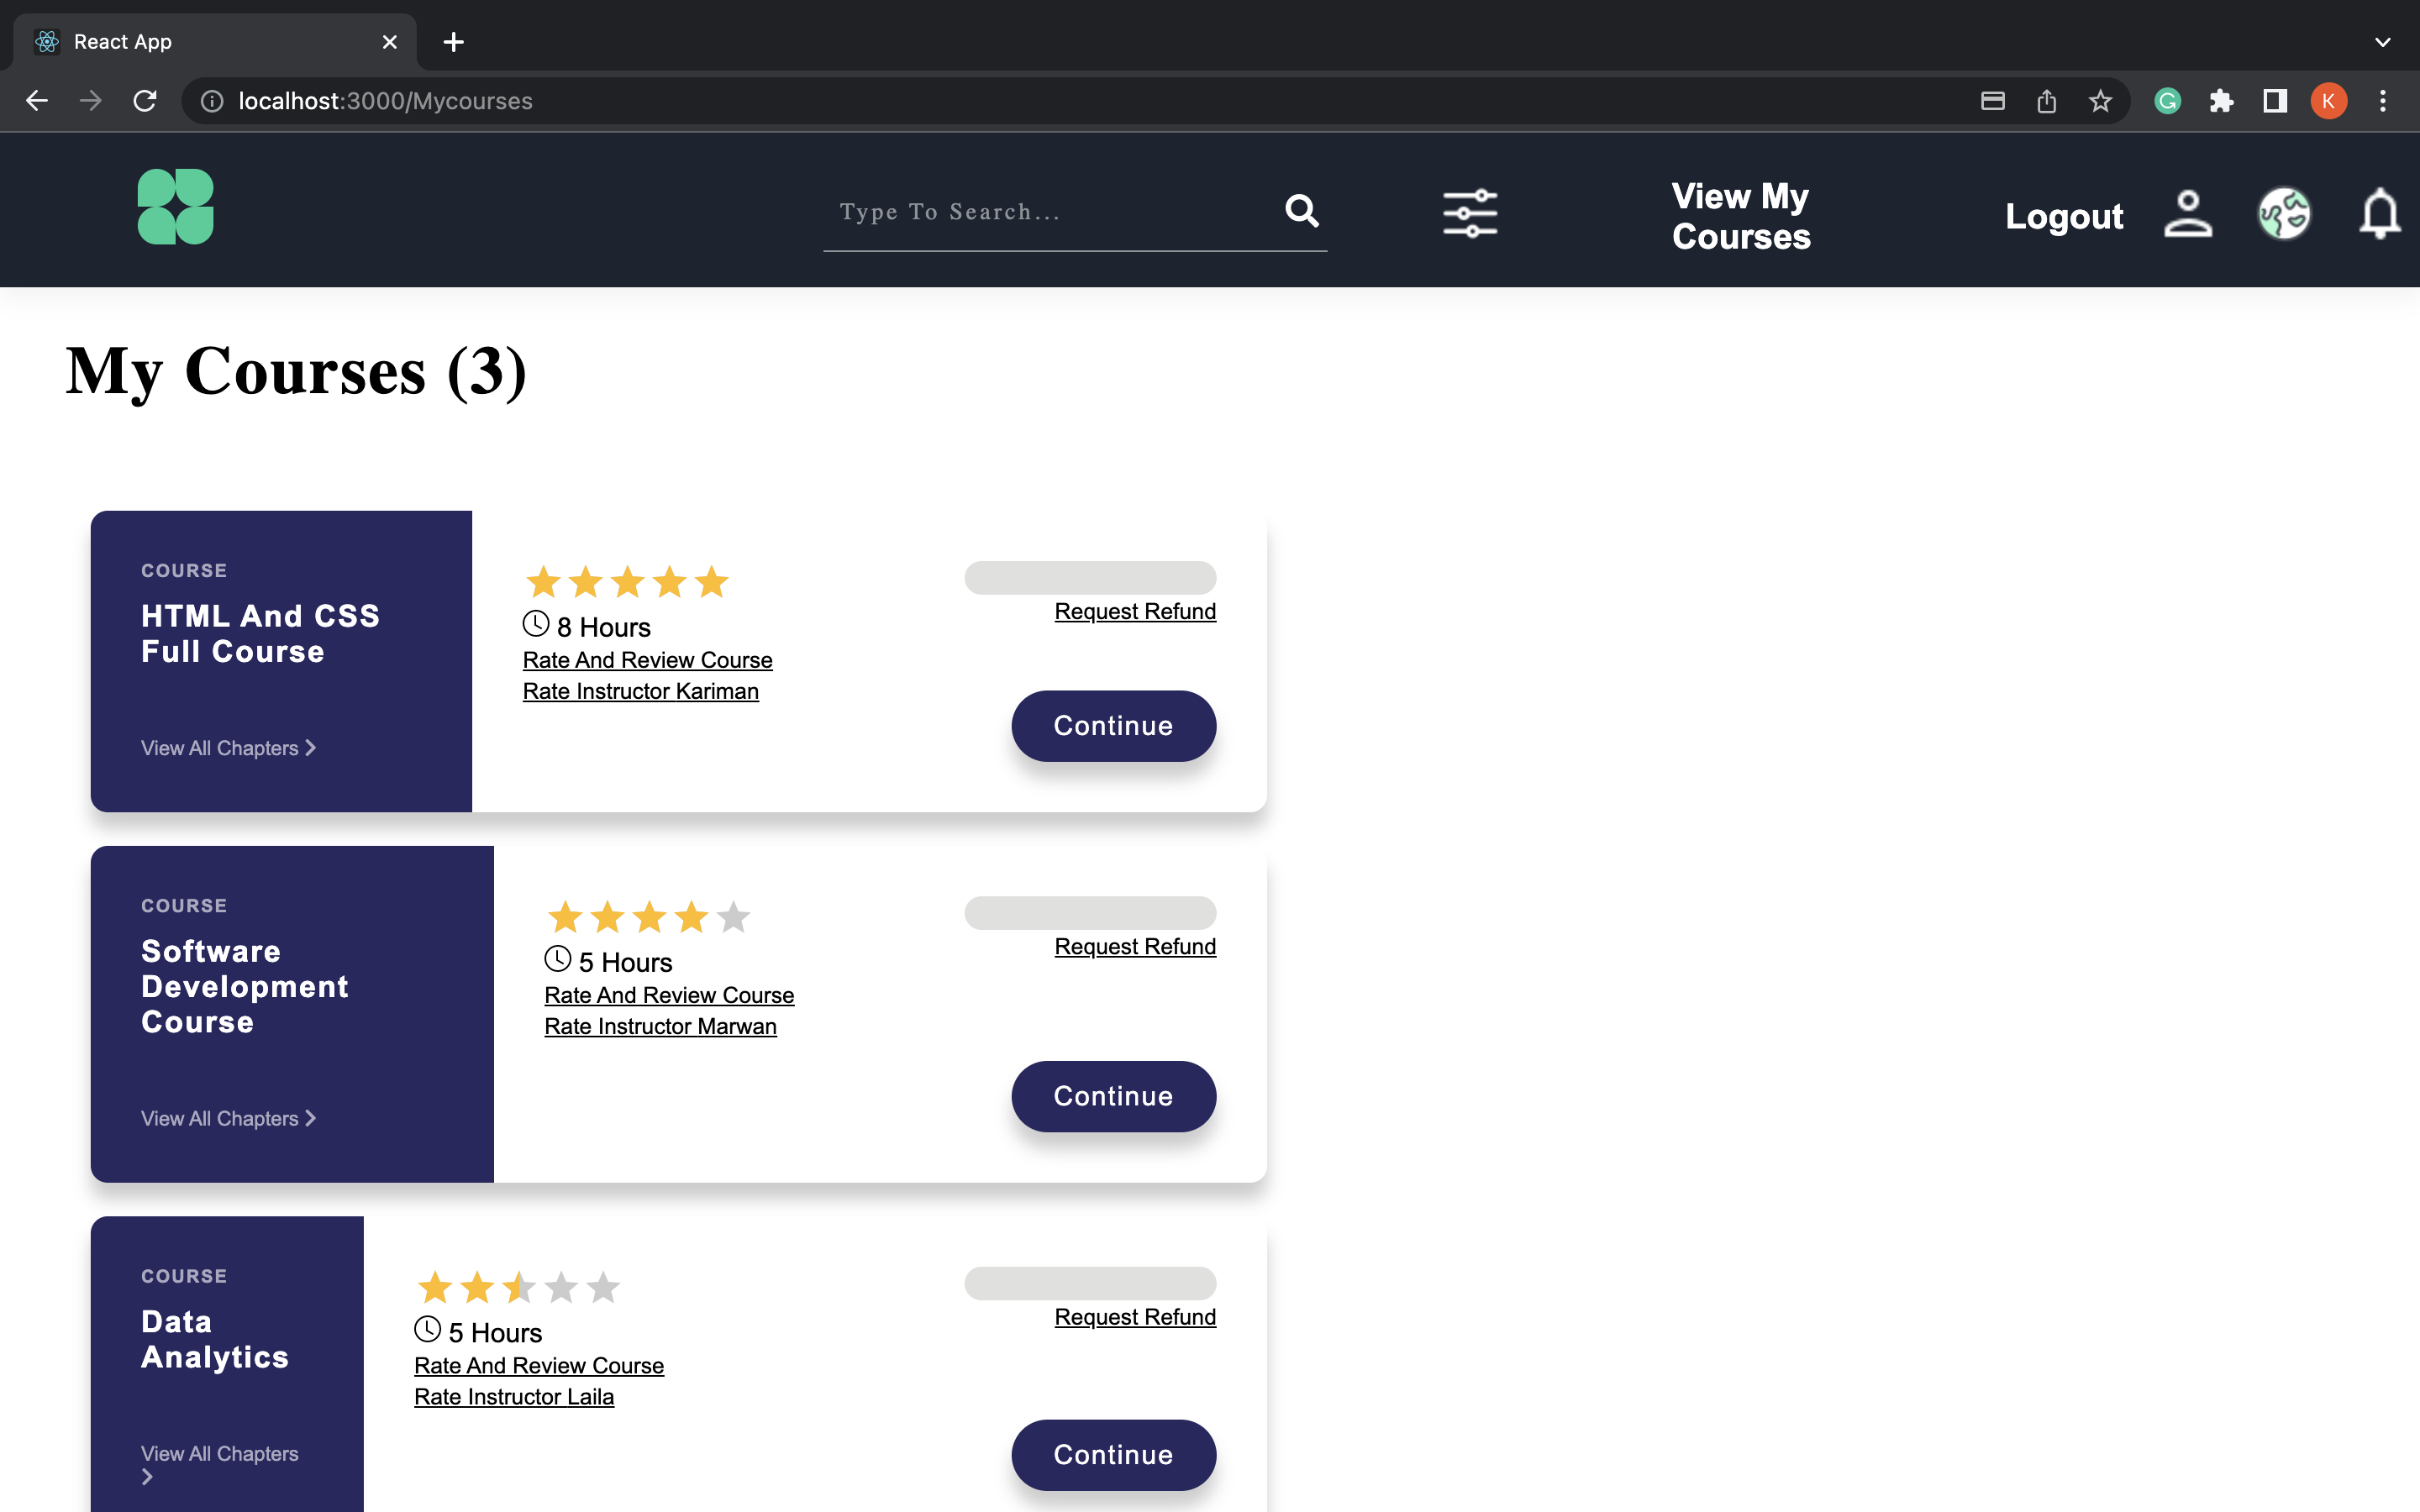 React App
localhost:3000/Mycourses
G
K
Type To Search...
View My
Courses
Logout
My Courses (3)
COURSE
HTML And CSS
Full Course
View All Chapters
8 Hours
Rate And Review Course
Rate Instructor Kariman
Request Refund
Continue
COURSE
Software
Development
Course
View All Chapters
5 Hours
Rate And Review Course
Rate Instructor Marwan
Request Refund
Continue
COURSE
Data
Analytics
View All Chapters
5 Hours
Rate And Review Course
Rate Instructor Laila
Request Refund
Continue